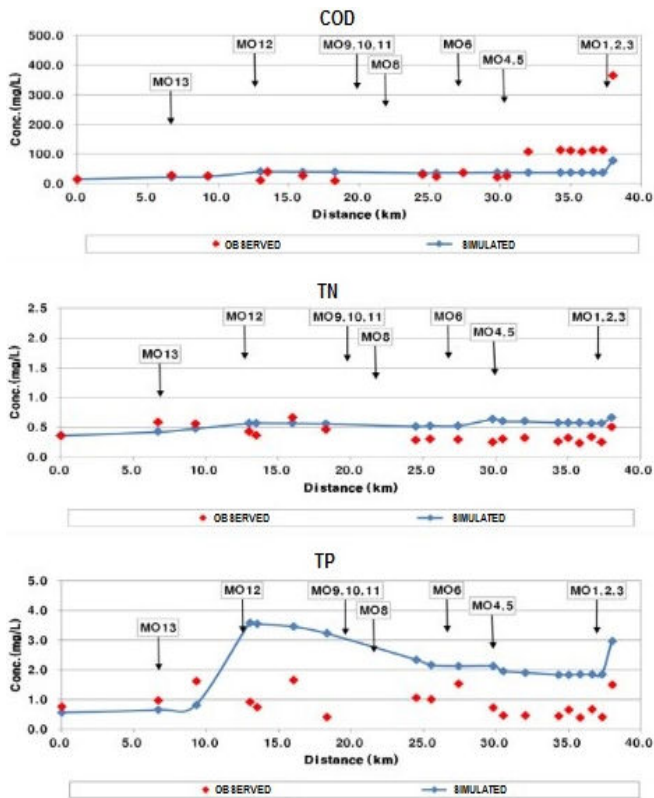 COD
Conc.(mg/L)
500.0
400.0
300.0
200.0
100.0
0.0
MO13
MO12
MO9,10,11
MO8
MO6
MO4,5
MO1,2,3
0.0 5.0 10.0 15.0 20.0 25.0 30.0 35.0 40.0
Distance (km)
OBSERVED SIMULATED
TN
Conc.(mg/L)
2.5
2.0
1.5
1.0
0.5
0.0
MO13
MO12
MO9,10,11
MO8
MO6
MO4,5
MO1,2,3
0.0 5.0 10.0 15.0 20.0 25.0 30.0 35.0 40.0
Distance (km)
OBSERVED SIMULATED
TP
Conc.(mg/L)
5.0
4.0
3.0
2.0
1.0
0.0
MO13
MO12
MO9,10,11
MO8
MO6
MO4,5
MO1,2,3
0.0 5.0 10.0 15.0 20.0 25.0 30.0 35.0 40.0
Distance (km)
OBSERVED SIMULATED